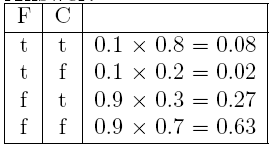 F C
t t 0.1 × 0.8 = 0.08
t f 0.1 × 0.2 = 0.02
f t 0.9 × 0.3 = 0.27
f f 0.9 × 0.7 = 0.63